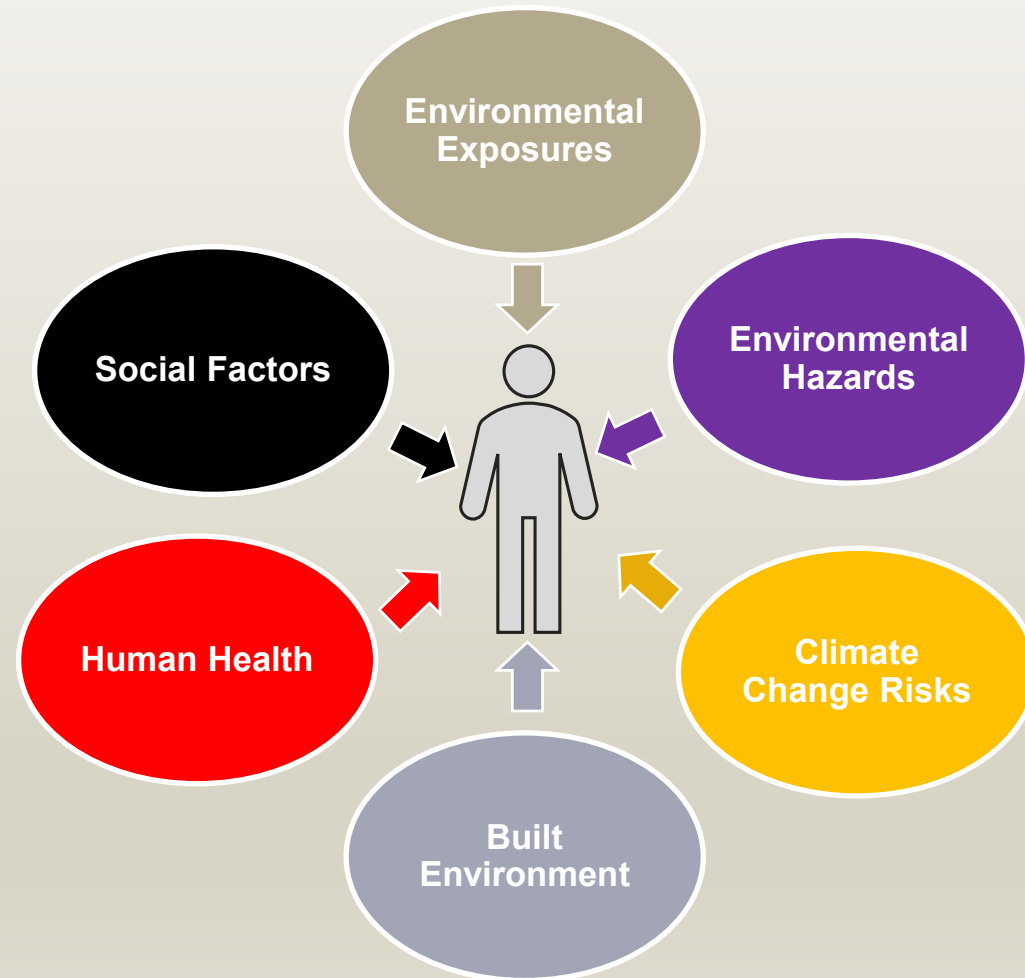 Environmental
Exposures
Environmental
Hazards
Climate
Change Risks
Built
Environment
Human Health
Social Factors